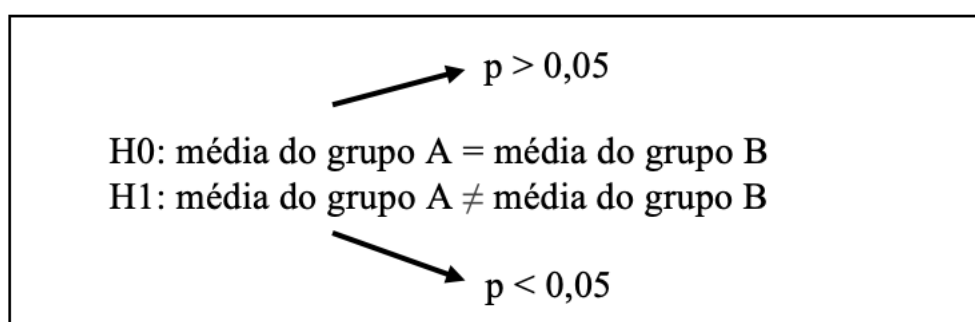 p > 0,05
H0: média do grupo A = média do grupo B
H1: média do grupo A ≠ média do grupo B
p < 0,05